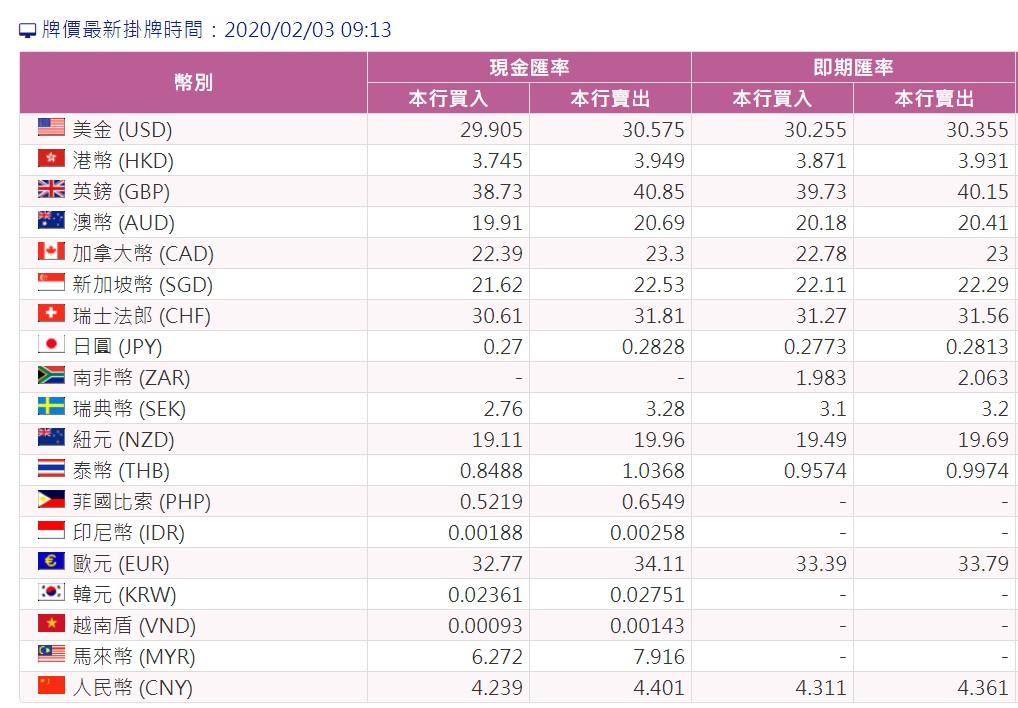 牌價最新掛牌時間：2020/02/03 09:13
幣別 現金匯率 即期匯率
本行買入 本行賣出 本行買入 本行賣出
美金 (USD) 29.905 30.575 30.255 30.355
港幣 (HKD) 3.745 3.949 3.871 3.931
英鎊 (GBP) 38.73 40.85 39.73 40.15
澳幣 (AUD) 19.91 20.69 20.18 20.41
加拿大幣 (CAD) 22.39 23.3 22.78 23
新加坡幣 (SGD) 21.62 22.53 22.11 22.29
瑞士法郎 (CHF) 30.61 31.81 31.27 31.56
日圓 (JPY) 0.27 0.2828 0.2773 0.2813
南非幣 (ZAR) - - 1.983 2.063
瑞典幣 (SEK) 2.76 3.28 3.1 3.2
紐元 (NZD) 19.11 19.96 19.49 19.69
泰幣 (THB) 0.8488 1.0368 0.9574 0.9974
菲國比索 (PHP) 0.5219 0.6549 - -
印尼幣 (IDR) 0.00188 0.00258 - -
歐元 (EUR) 32.77 34.11 33.39 33.79
韓元 (KRW) 0.02361 0.02751 - -
越南盾 (VND) 0.00093 0.00143 - -
馬來幣 (MYR) 6.272 7.916 - -
人民幣 (CNY) 4.239 4.401 4.311 4.361